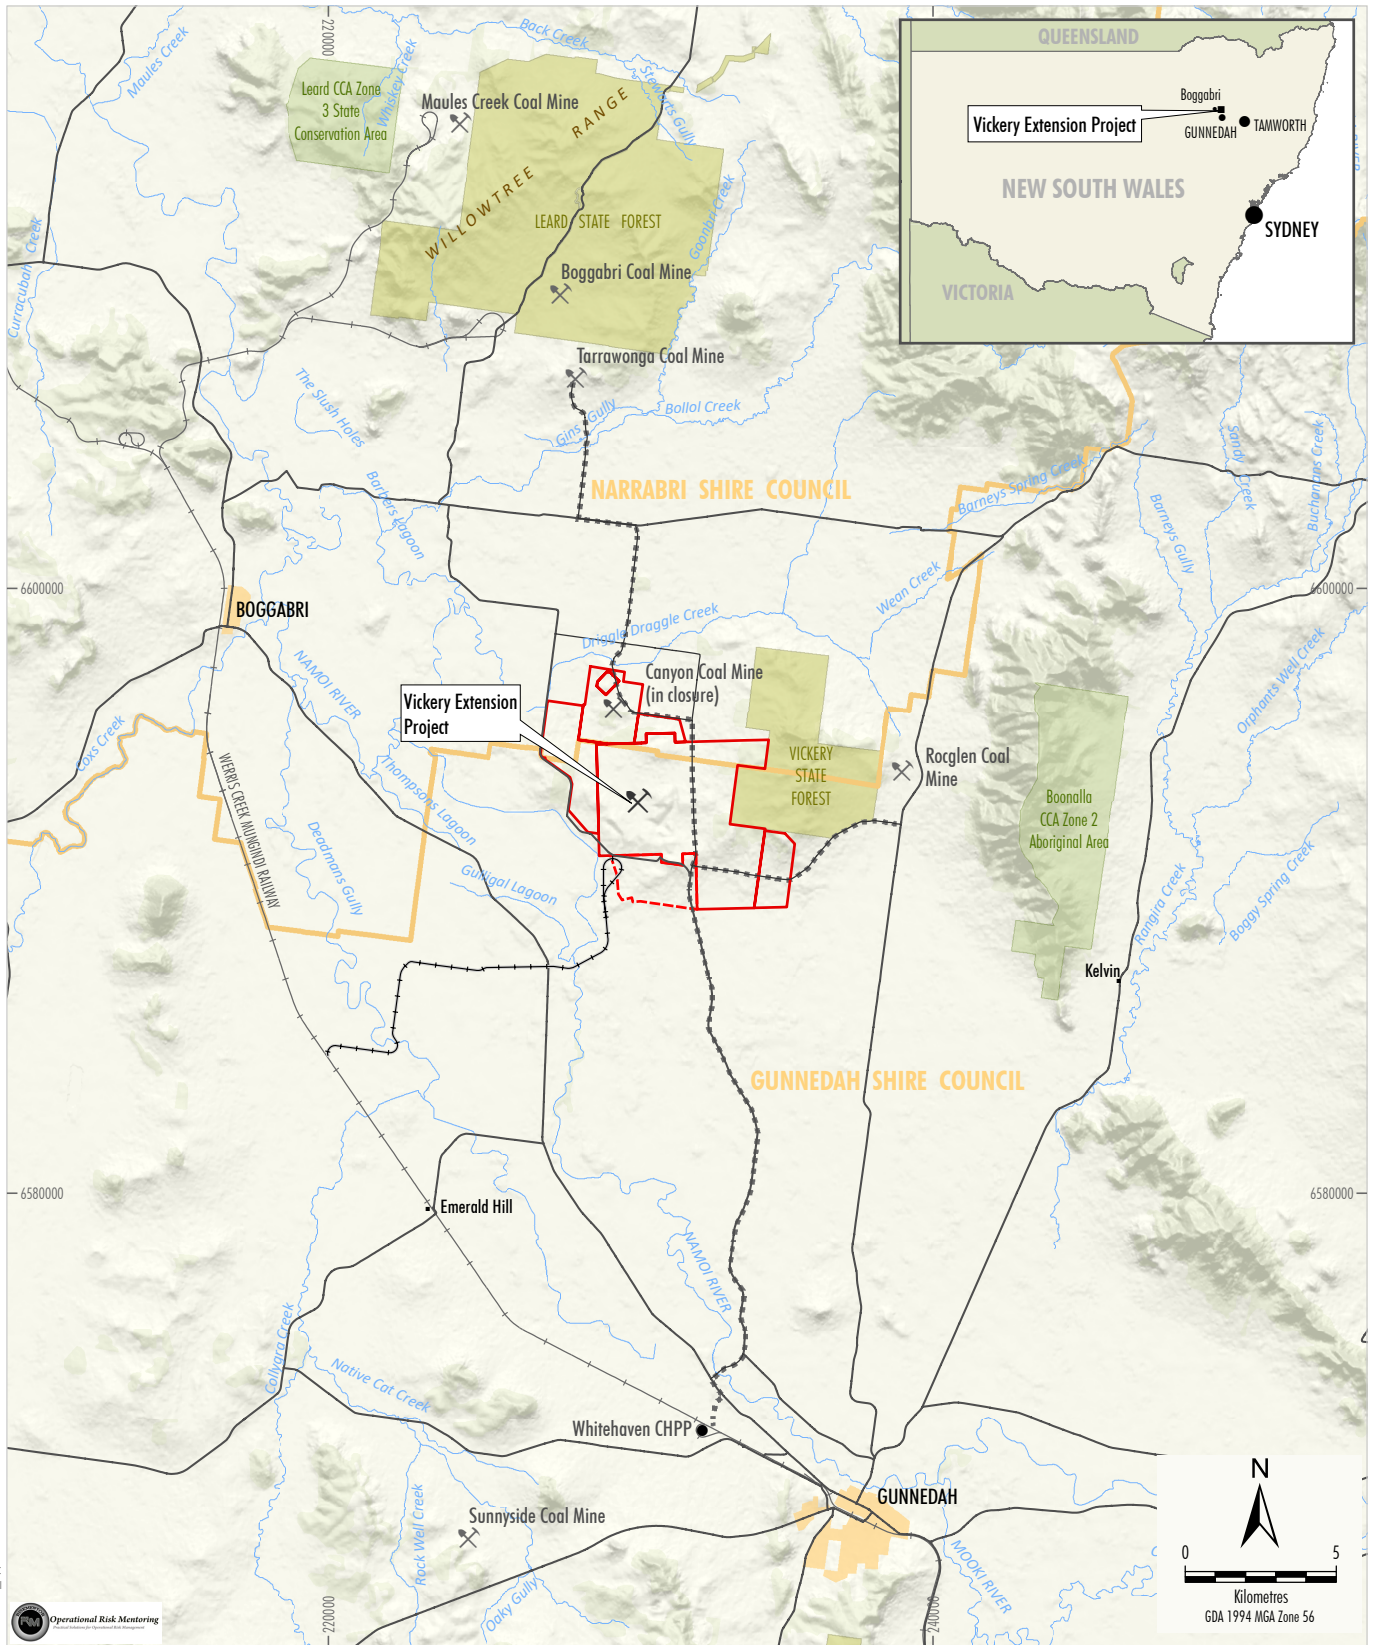 220000
Back Creek
Maules Creek
Whiskey Creek
Stewarts Gully
Leard CCA Zone
3 State
Conservation Area
Maules Creek Coal Mine
WILLOWTREE RANGE
LEARD STATE FOREST
Goonbri Creek
Boggabri Coal Mine
Curracubah Creek
Tarrawonga Coal Mine
The Slush Holes
Gins Gully
Bollol Creek
QUEENSLAND
Boggabri
Vickery Extension Project
GUNNEDAH
TAMWORTH
NEW SOUTH WALES
SYDNEY
VICTORIA
Barbers Lagoon
NARRABRI SHIRE COUNCIL
Barneys Spring Creek
Sandy Creek
Buchanans Creek
Barneys Gully
Wean Creek
6600000
6600000
BOGGABRI
Driggle Draggle Creek
NAMOI RIVER
Canyon Coal Mine
(in closure)
Vickery Extension
Project
Orphants Well Creek
Coxs Creek
WERRIS CREEK MUNGINDI RAILWAY
Thompsons Lagoon
VICKERY
STATE
FOREST
Rocglen Coal
Mine
Boonalla
CCA Zone 2
Aboriginal Area
Deadmans Gully
Gulligal Lagoon
Rangira Creek
Boggy Spring Creek
Kelvin
GUNNEDAH SHIRE COUNCIL
6580000
6580000
Emerald Hill
NAMOI RIVER
Collygra Creek
Native Cat Creek
Whitehaven CHPP
GUNNEDAH
Sunnyside Coal Mine
Rock Well Creek
Oaky Gully
MOOKI RIVER
N
0 5
Kilometres
GDA 1994 MGA Zone 56
220000
240000
Operational Risk Mentoring